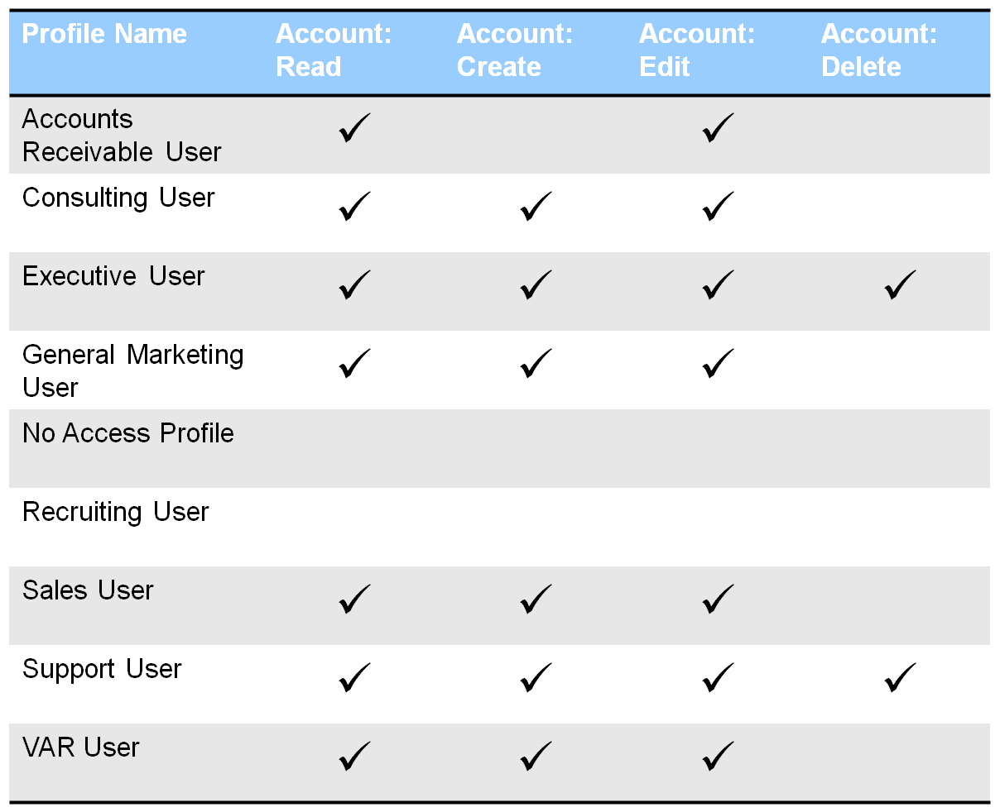 Profile Name
Account:
Read
Account:
Create
Account:
Edit
Account:
Delete
Accounts
Receivable User
✓ ✓
Consulting User
✓ ✓ ✓
Executive User
✓ ✓ ✓ ✓
General Marketing
User
✓ ✓ ✓
No Access Profile
Recruiting User
Sales User
✓ ✓ ✓
Support User
✓ ✓ ✓ ✓
VAR User
✓ ✓ ✓